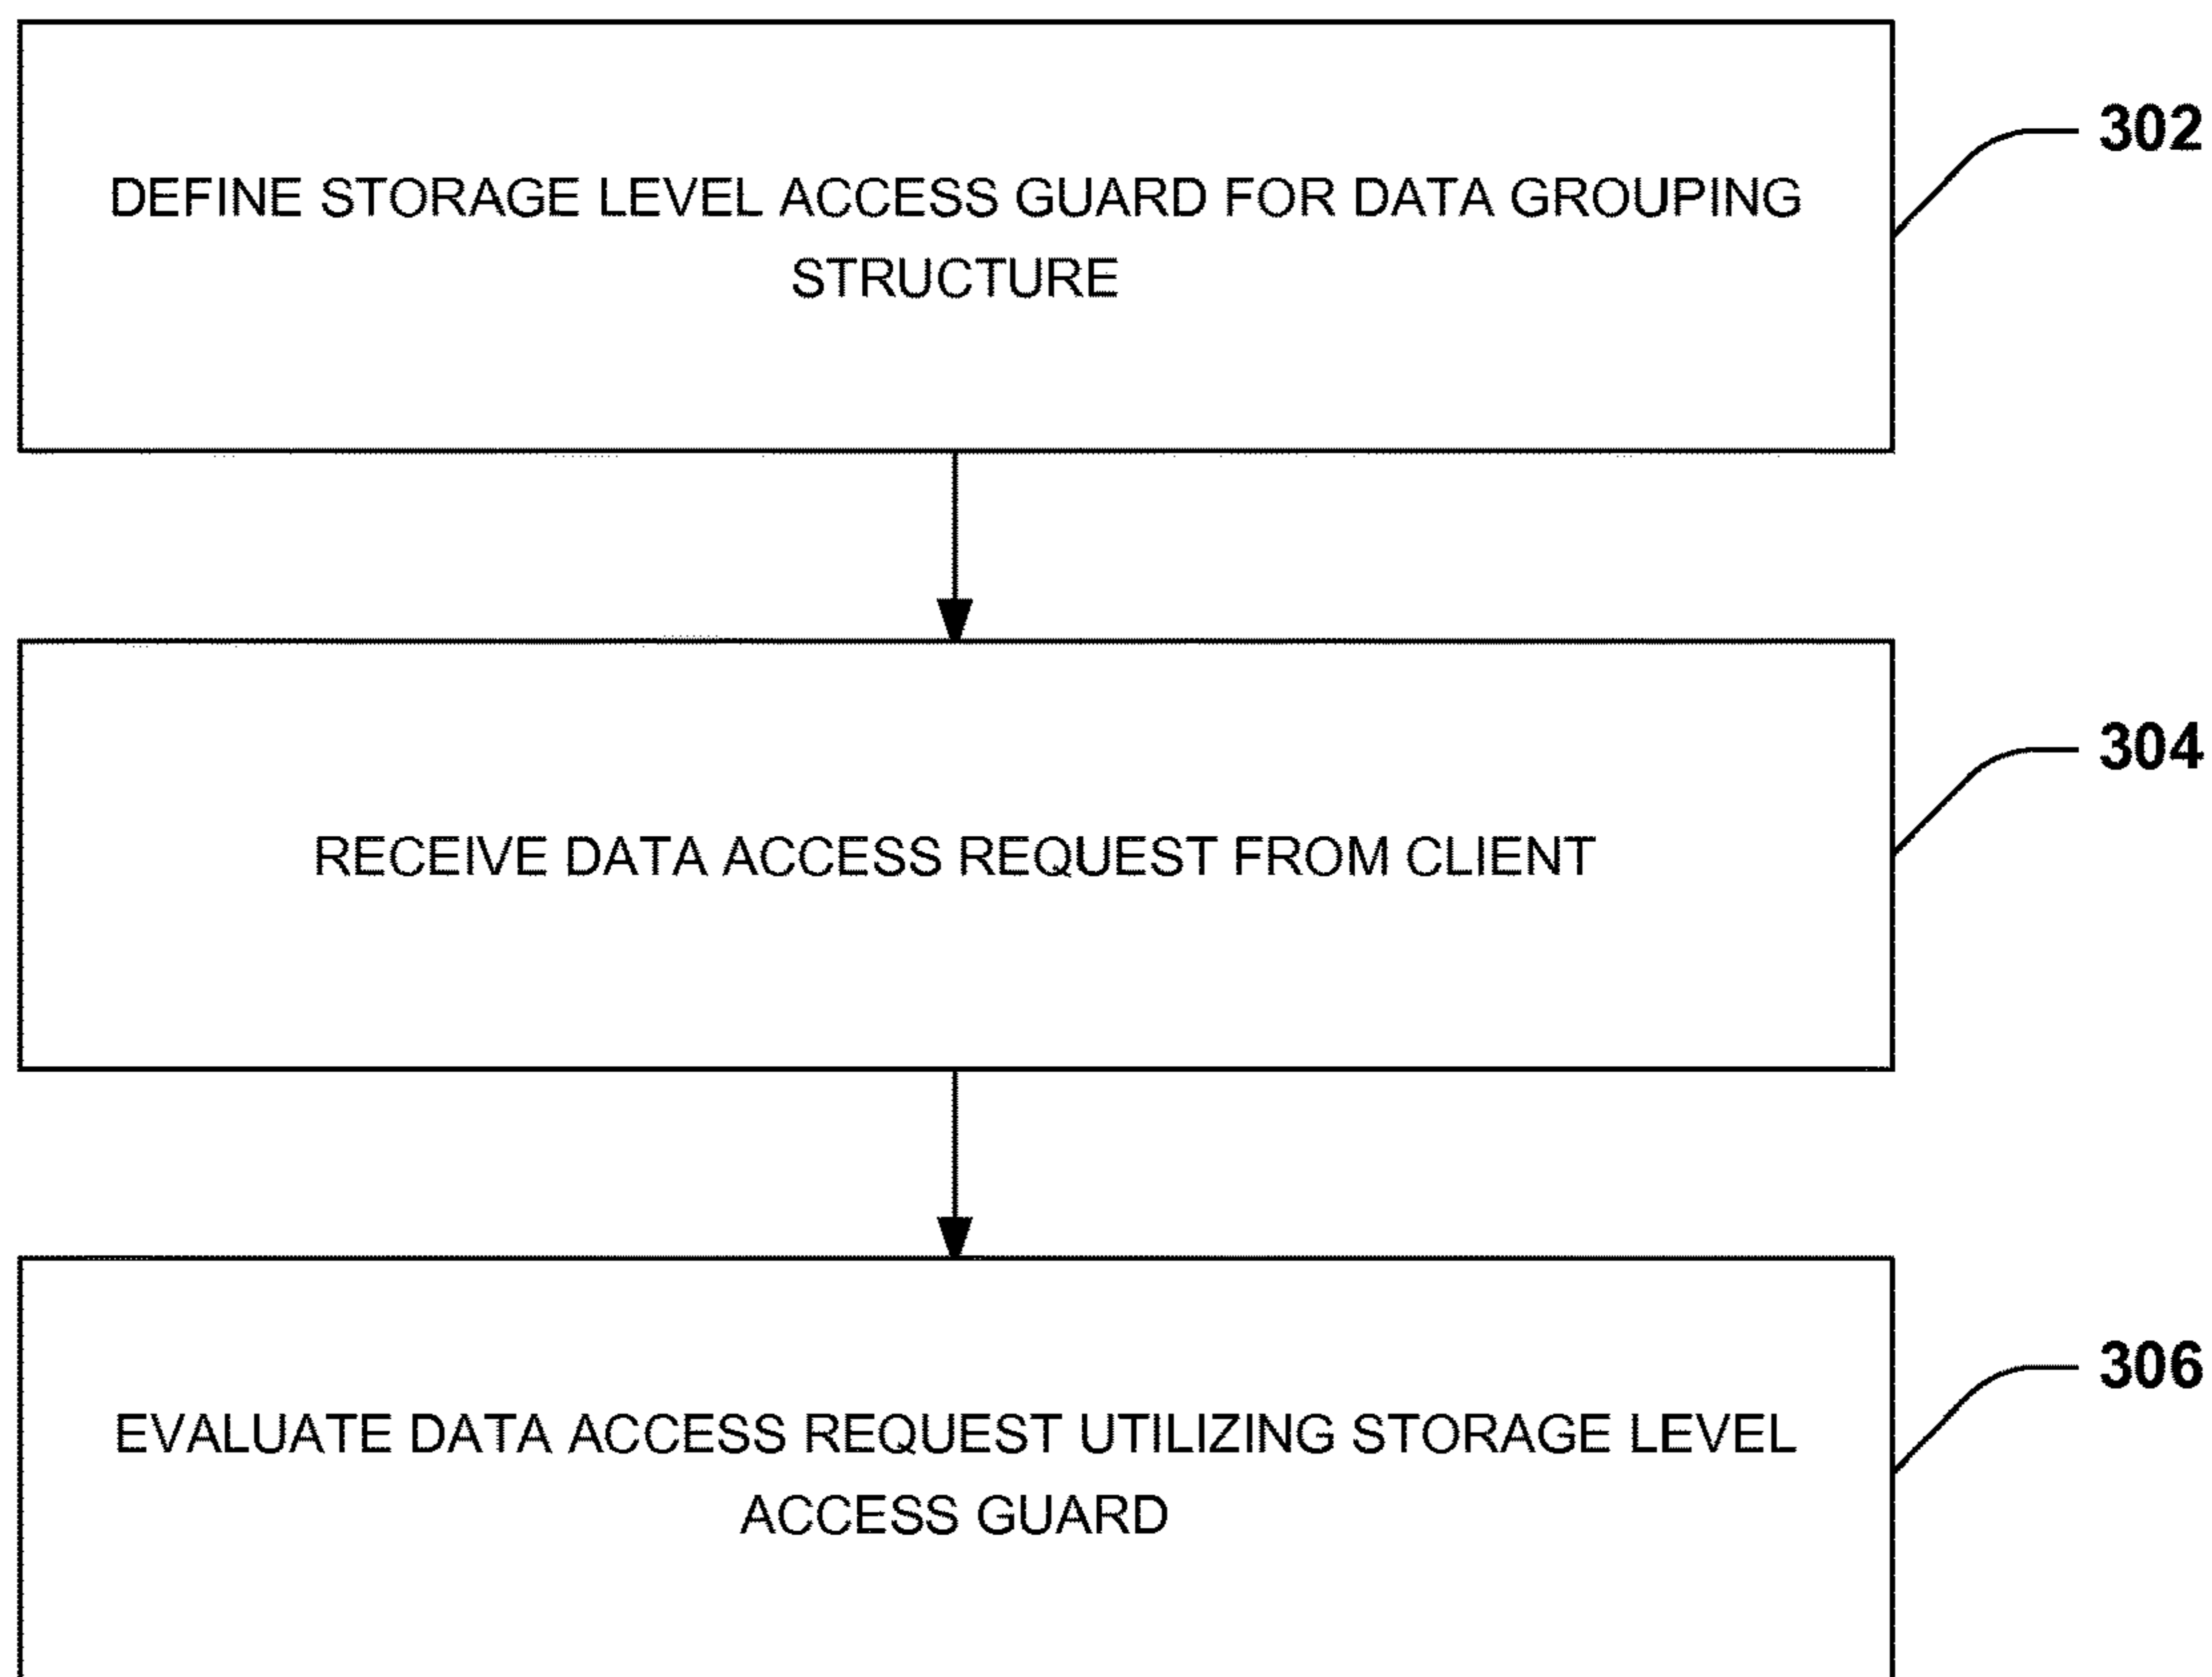 302
DEFINE STORAGE LEVEL ACCESS GUARD FOR DATA GROUPING
STRUCTURE
304
RECEIVE DATA ACCESS REQUEST FROM CLIENT
306
EVALUATE DATA ACCESS REQUEST UTILIZING STORAGE LEVEL
ACCESS GUARD